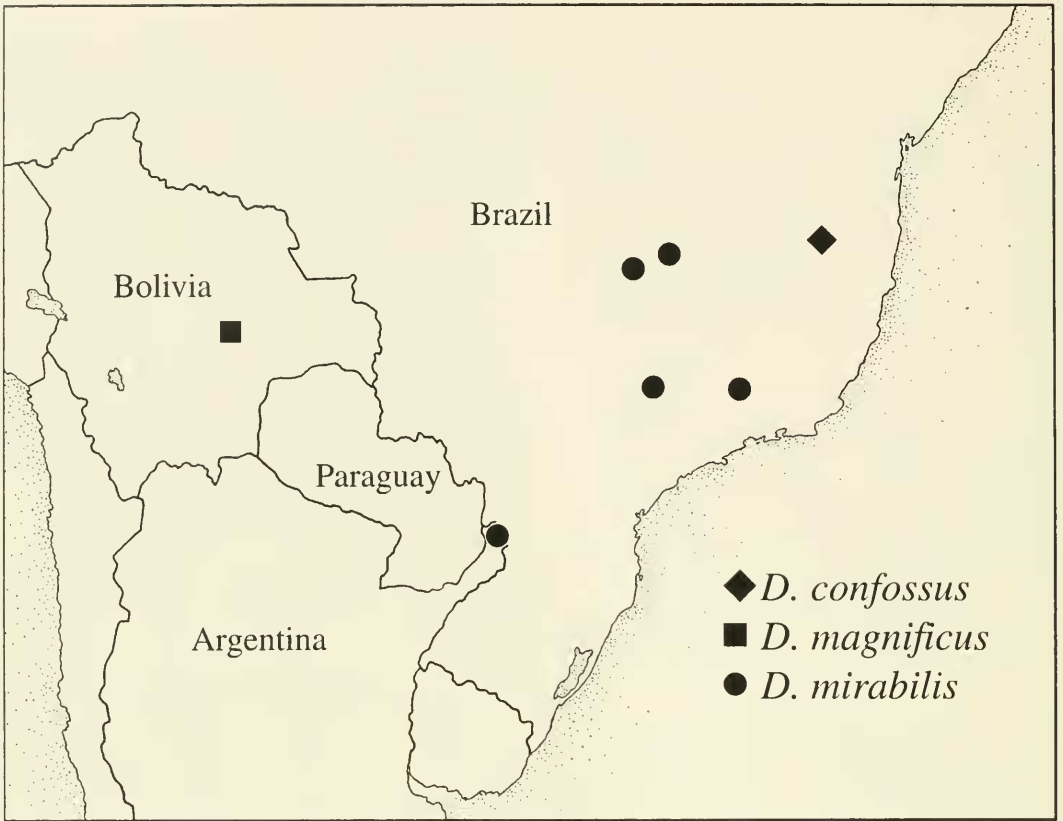 Brazil
Bolivia
Paraguay
Argentina
D. confossus
D. magnificus
D. mirabilis